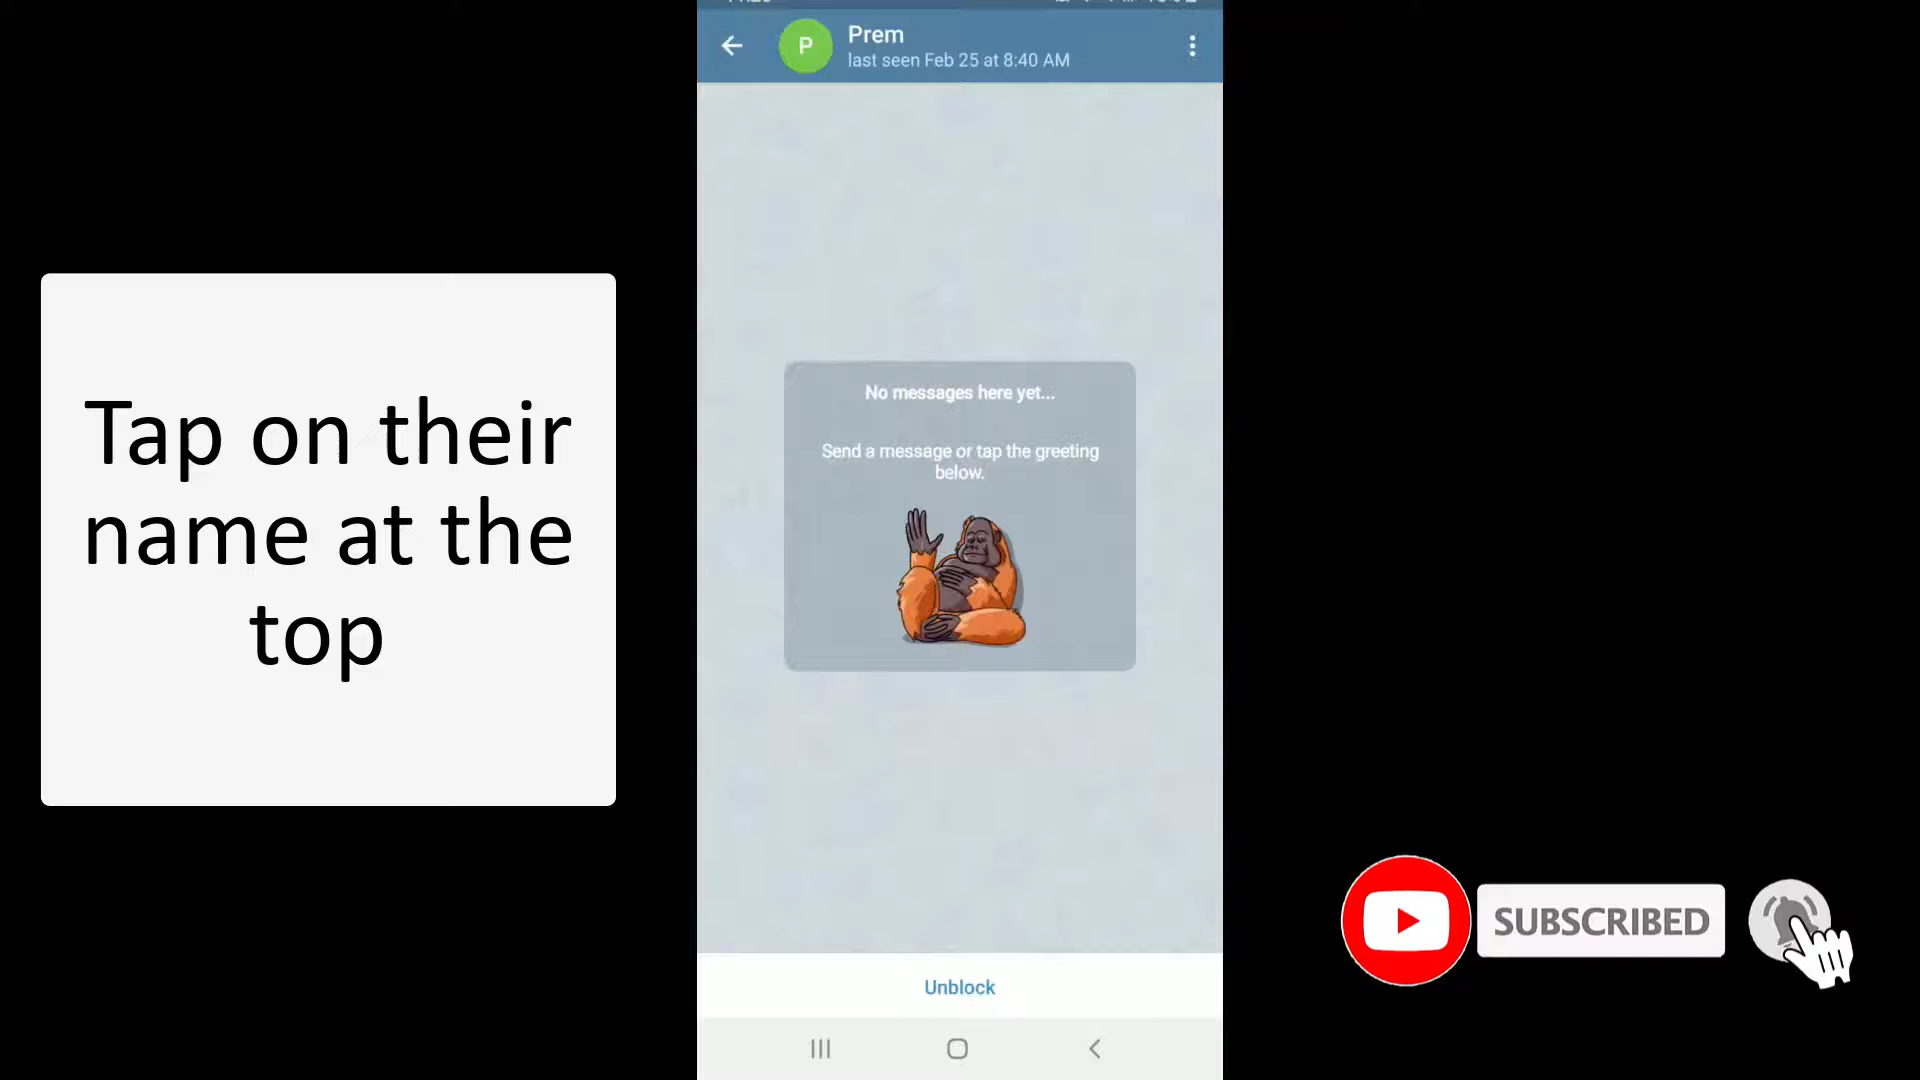 Prem
last seen Feb 25 at 8:40 AM
P
Tap on their
name at the
top
No messages here yet...
Send a message or tap the greeting
below.
Unblock
SUBSCRIBED